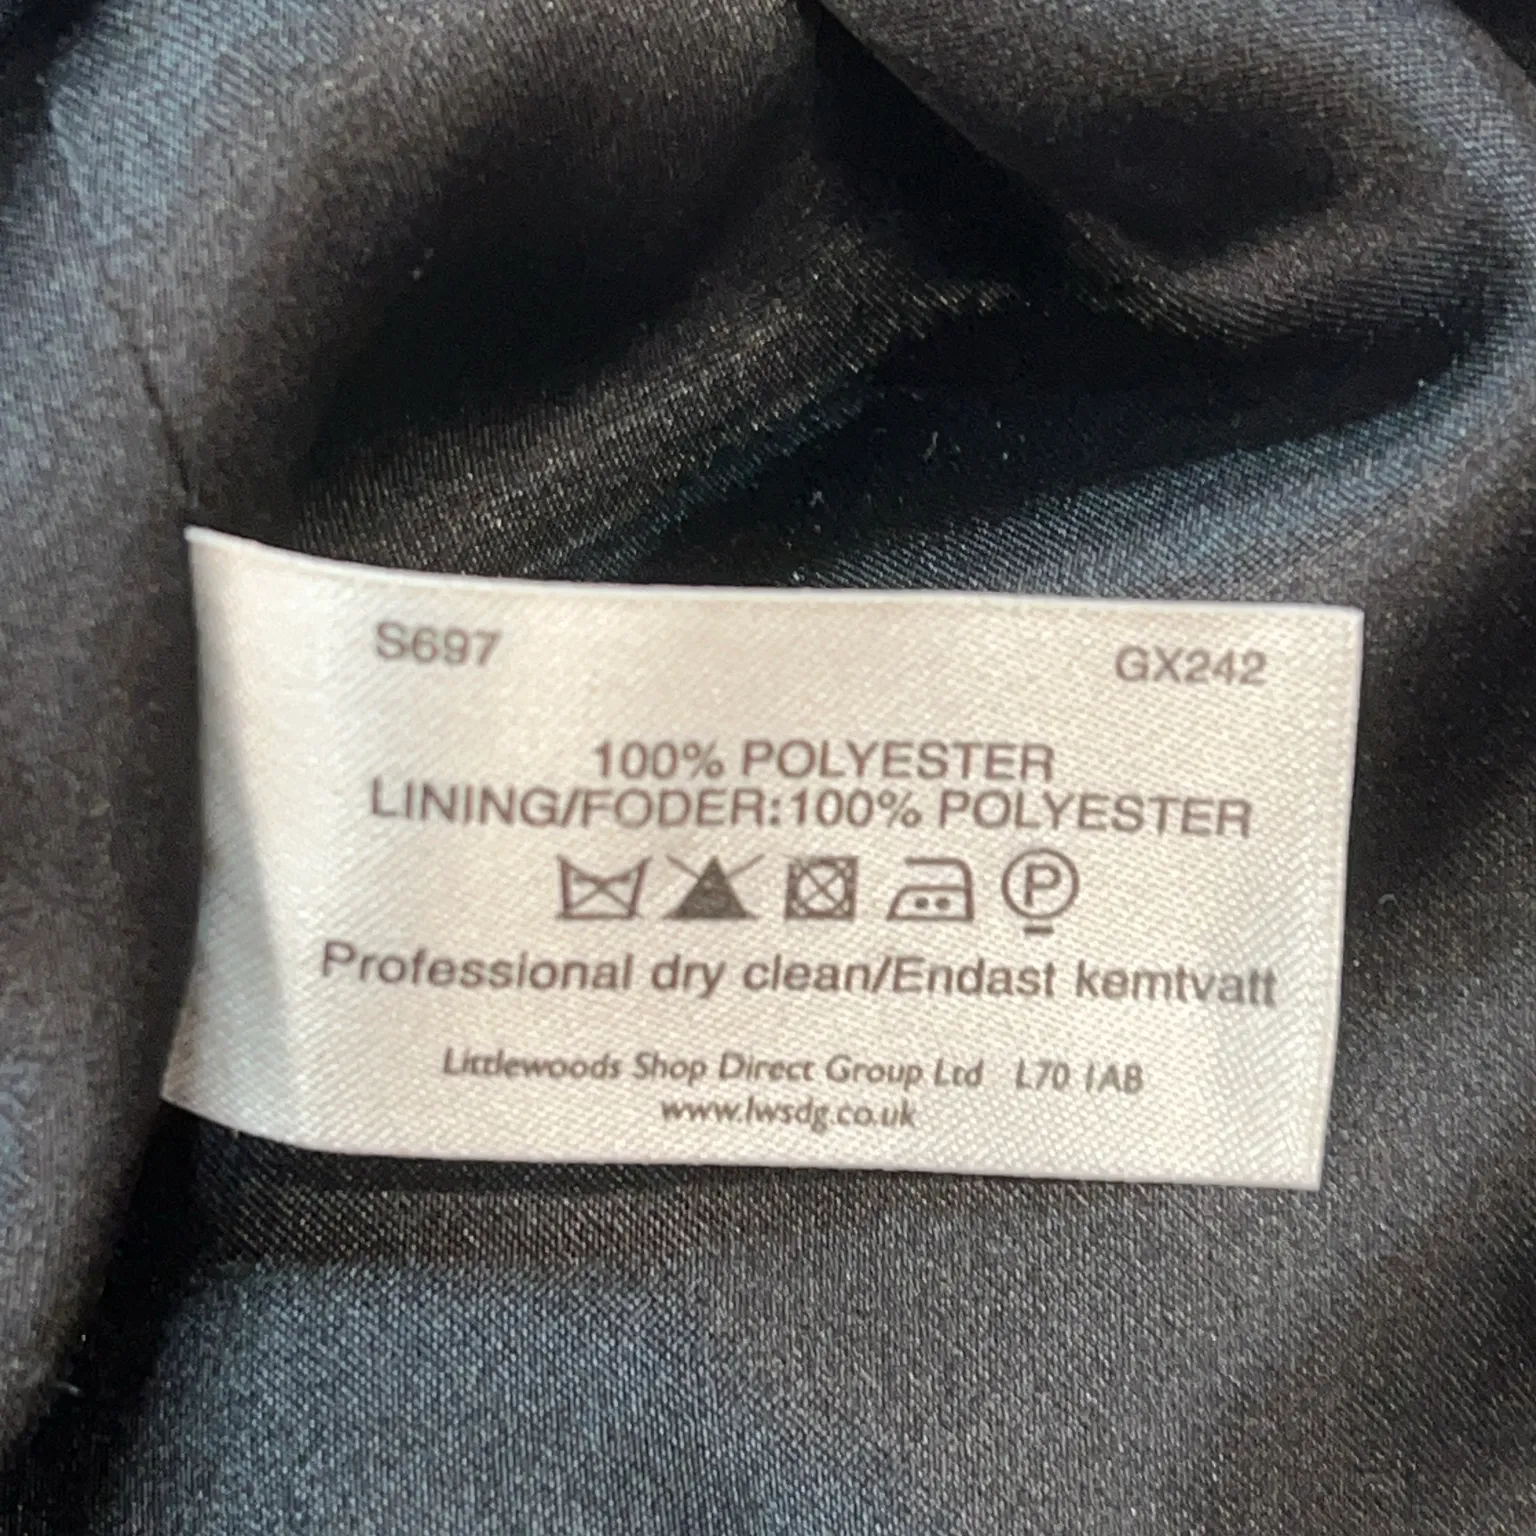 S697 GX242
100% POLYESTER
LINING/FODER:100% POLYESTER
P
Professional dry clean/Endast kemtvatt
Littlewoods Shop Direct Group Ltd L70 1AB
www.lwsdg.co.uk